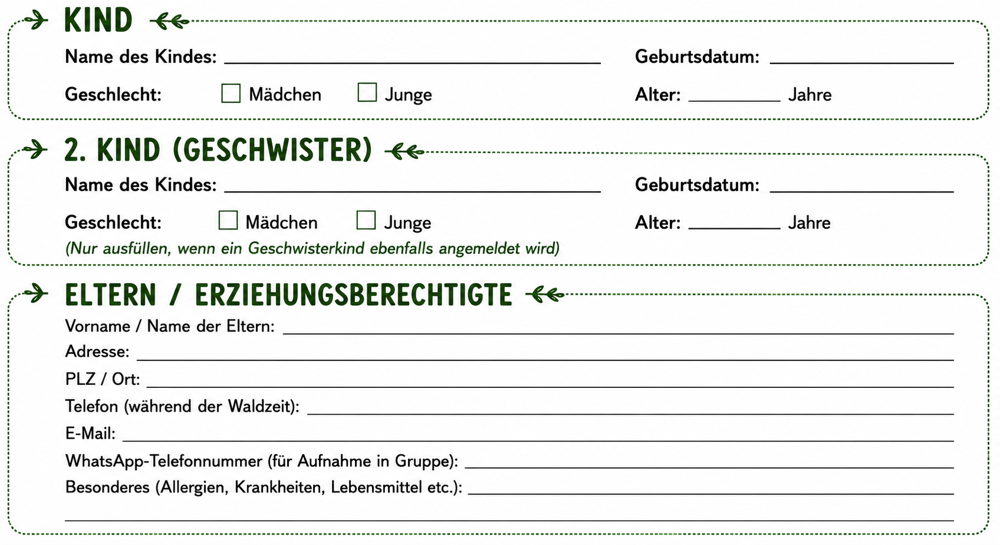 KIND
Name des Kindes: Geburtsdatum:
Geschlecht: Mädchen Junge Alter: Jahre
2. KIND (GESCHWISTER)
Name des Kindes: Geburtsdatum:
Geschlecht: Mädchen Junge Alter: Jahre
(Nur ausfüllen, wenn ein Geschwisterkind ebenfalls angemeldet wird)
ELTERN / ERZIEHUNGSBERECHTIGTE
Vorname / Name der Eltern:
Adresse:
PLZ / Ort:
Telefon (während der Waldzeit):
E-Mail:
WhatsApp-Telefonnummer (für Aufnahme in Gruppe):
Besonderes (Allergien, Krankheiten, Lebensmittel etc.):